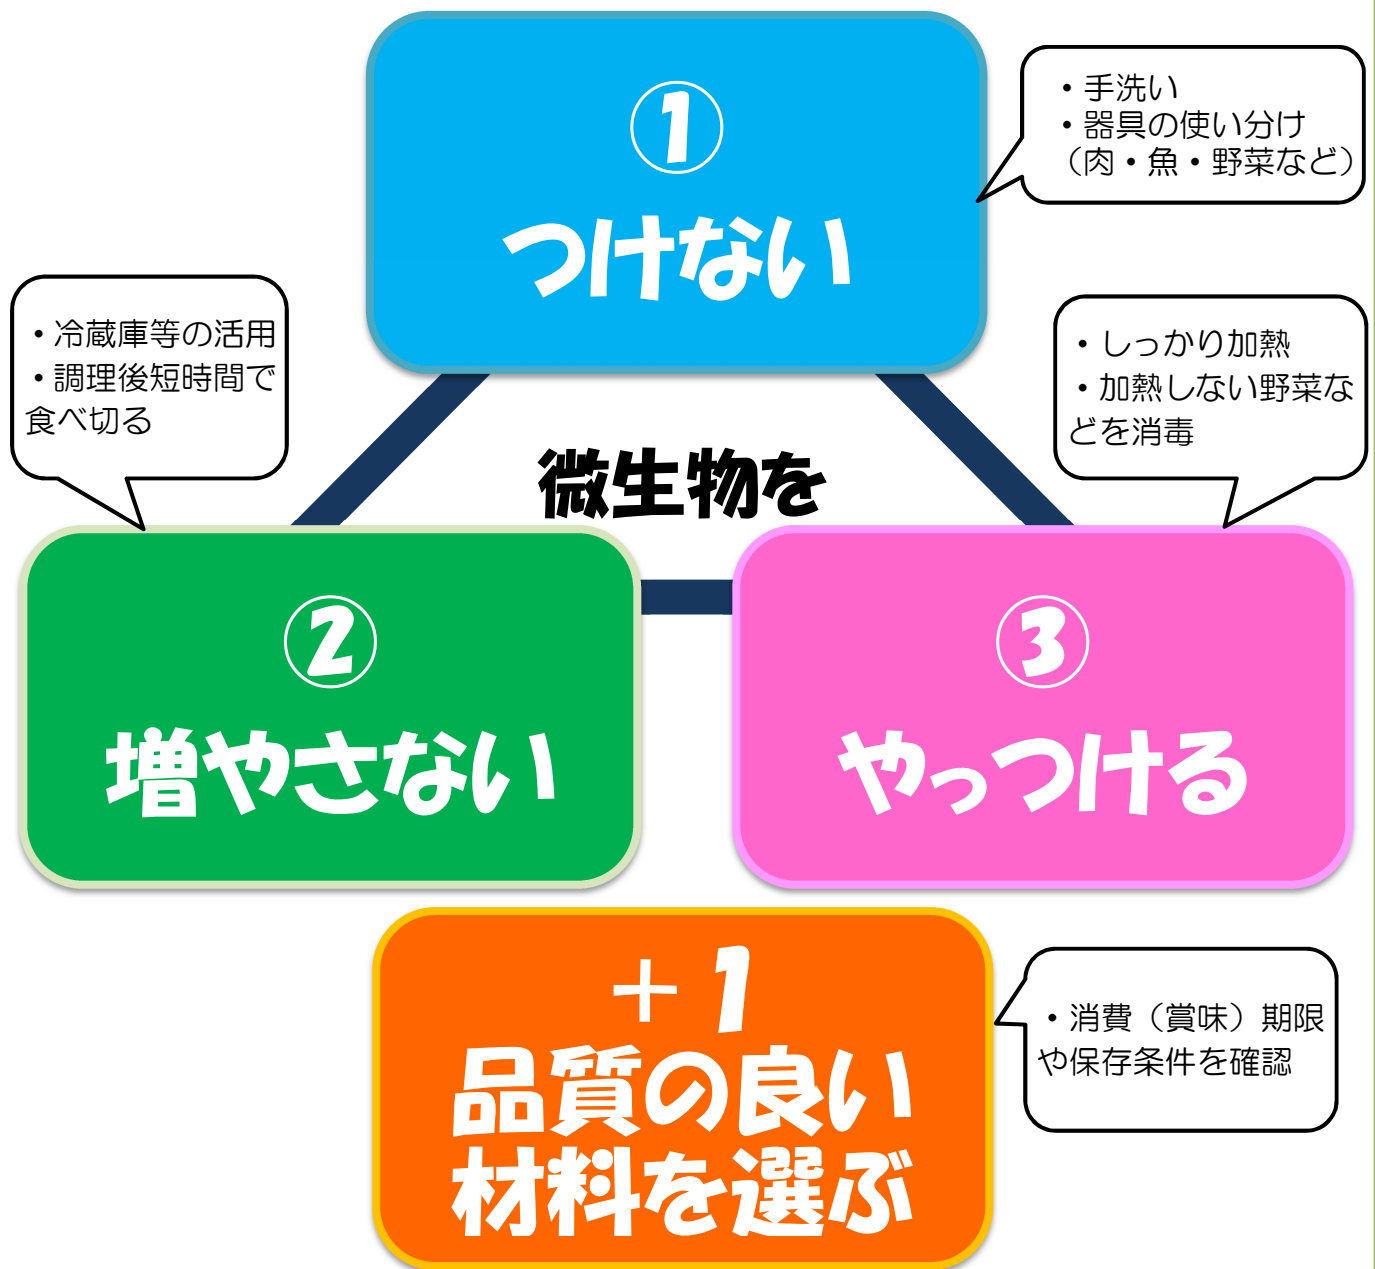 ①
つけない
・手洗い
・器具の使い分け
（肉・魚・野菜など）
・冷蔵庫等の活用
・調理後短時間で
食べ切る
・しっかり加熱
・加熱しない野菜な
どを消毒
微生物を
②
増やさない
③
やっつける
＋1
品質の良い
材料を選ぶ
・消費（賞味）期限
や保存条件を確認